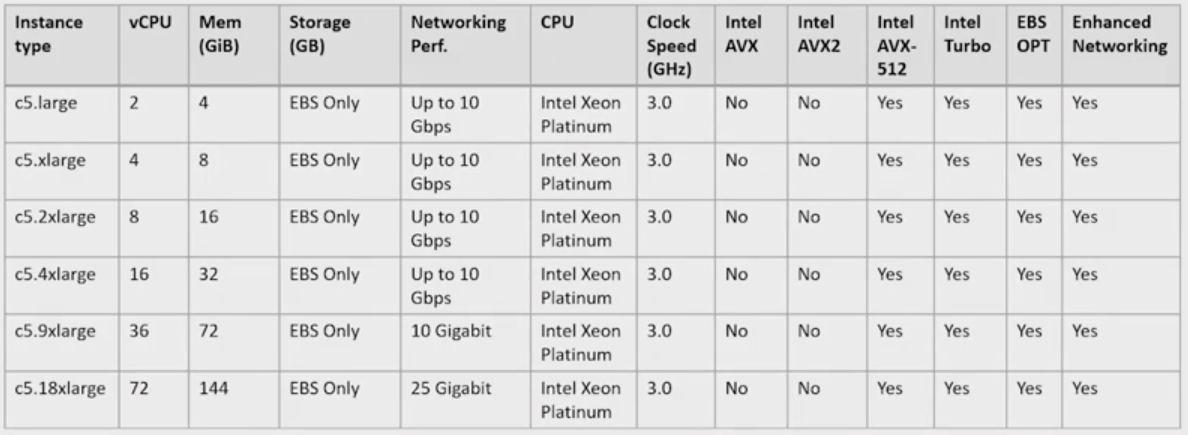 Instance type | vCPU | Mem (GiB) | Storage (GB) | Networking Perf. | CPU | Clock Speed (GHz) | Intel AVX | Intel AVX2 | Intel AVX-512 | Intel Turbo | EBS OPT | Enhanced Networking
c5.large | 2 | 4 | EBS Only | Up to 10 Gbps | Intel Xeon Platinum | 3.0 | No | No | Yes | Yes | Yes | Yes
c5.xlarge | 4 | 8 | EBS Only | Up to 10 Gbps | Intel Xeon Platinum | 3.0 | No | No | Yes | Yes | Yes | Yes
c5.2xlarge | 8 | 16 | EBS Only | Up to 10 Gbps | Intel Xeon Platinum | 3.0 | No | No | Yes | Yes | Yes | Yes
c5.4xlarge | 16 | 32 | EBS Only | Up to 10 Gbps | Intel Xeon Platinum | 3.0 | No | No | Yes | Yes | Yes | Yes
c5.9xlarge | 36 | 72 | EBS Only | 10 Gigabit | Intel Xeon Platinum | 3.0 | No | No | Yes | Yes | Yes | Yes
c5.18xlarge | 72 | 144 | EBS Only | 25 Gigabit | Intel Xeon Platinum | 3.0 | No | No | Yes | Yes | Yes | Yes